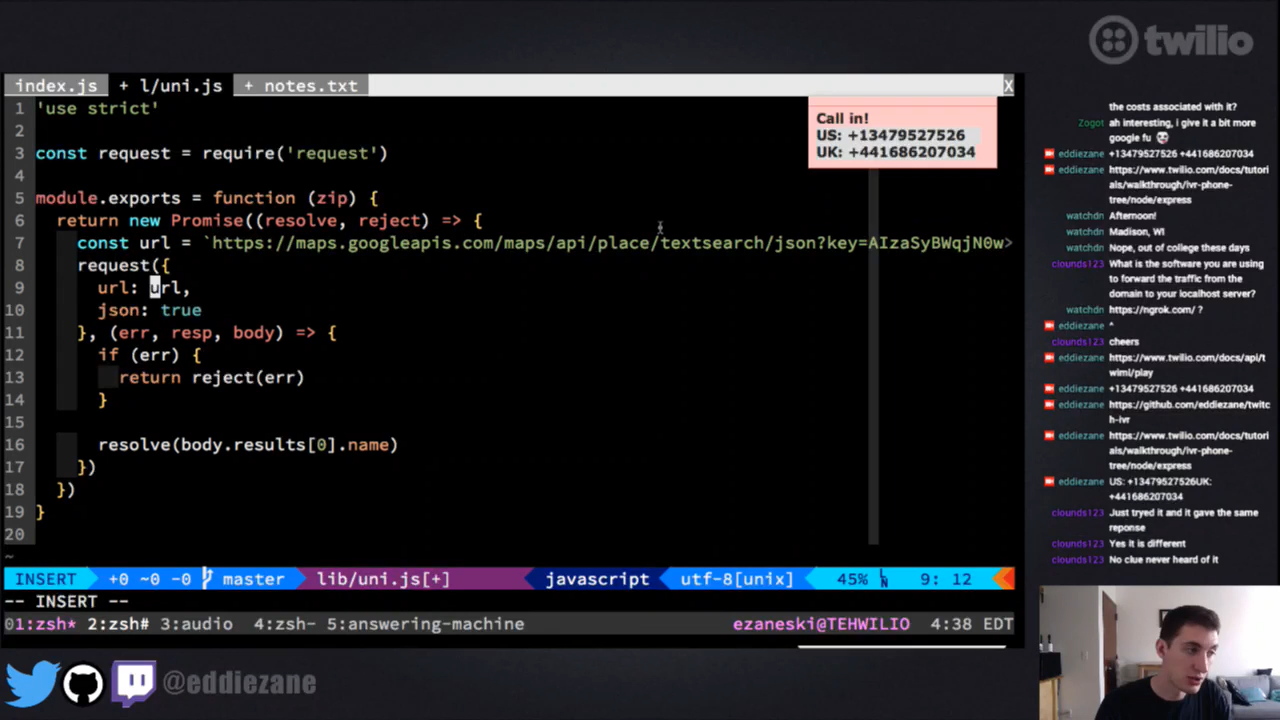 twilio
index.js + l/uni.js + notes.txt X
1 'use strict'
2
3 const request = require('request')
4
5 module.exports = function (zip) {
6 return new Promise((resolve, reject) => {
7 const url = `https://maps.googleapis.com/maps/api/place/textsearch/json?key=AIzaSyBWqjN0w>
8 request({
9 url: url,
10 json: true
11 }, (err, resp, body) => {
12 if (err) {
13 return reject(err)
14 }
15
16 resolve(body.results[0].name)
17 })
18 })
19 }
20
~
Call in!
US: +13479527526
UK: +441686207034
INSERT +0 ~0 -0 master lib/uni.js[+] javascript utf-8[unix] 45% 9: 12
-- INSERT --
01:zsh* 2:zsh# 3:audio 4:zsh- 5:answering-machine ezaneski@TEHWILIO 4:38 EDT
@eddiezane
the costs associated with it?
Zogot ah interesting, i give it a bit more
google fu
eddiezane +13479527526 +441686207034
eddiezane https://www.twilio.com/docs/tutori
als/walkthrough/ivr-phone-
tree/node/express
watchdn Afternoon!
watchdn Madison, WI
watchdn Nope, out of college these days
clounds123 What is the software you are using
to forward the traffic from the
domain to your localhost server?
watchdn https://ngrok.com/ ?
eddiezane ^
clounds123 cheers
eddiezane https://www.twilio.com/docs/api/t
wiml/play
eddiezane +13479527526 +441686207034
eddiezane https://github.com/eddiezane/twitc
h-ivr
eddiezane https://www.twilio.com/docs/tutori
als/walkthrough/ivr-phone-
tree/node/express
eddiezane US: +13479527526UK:
+441686207034
clounds123 Just tryed it and it gave the same
reponse
clounds123 Yes it is different
clounds123 No clue never heard of it